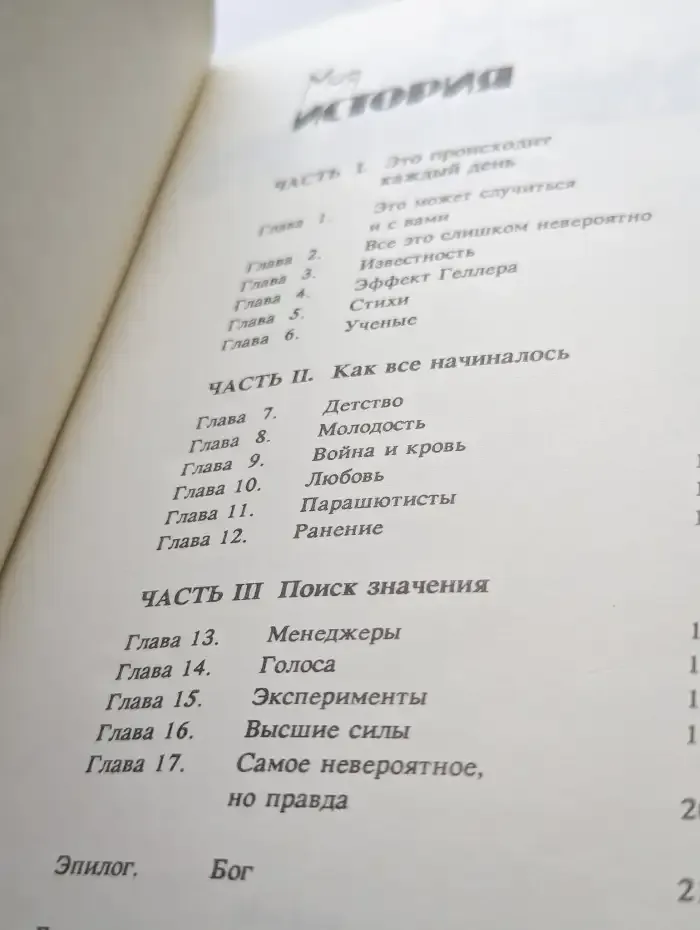 Моя
ИСТОРИЯ
ЧАСТЬ I. Это происходит
каждый день
Глава 1. Это может случиться
и с вами
Глава 2. Все это слишком невероятно
Глава 3. Известность
Глава 4. Эффект Геллера
Глава 5. Стихи
Глава 6. Ученые
ЧАСТЬ II. Как все начиналось
Глава 7. Детство
Глава 8. Молодость
Глава 9. Война и кровь
Глава 10. Любовь
Глава 11. Парашютисты
Глава 12. Ранение
ЧАСТЬ III Поиск значения
Глава 13. Менеджеры
Глава 14. Голоса
Глава 15. Эксперименты
Глава 16. Высшие силы
Глава 17. Самое невероятное,
но правда
Эпилог. Бог